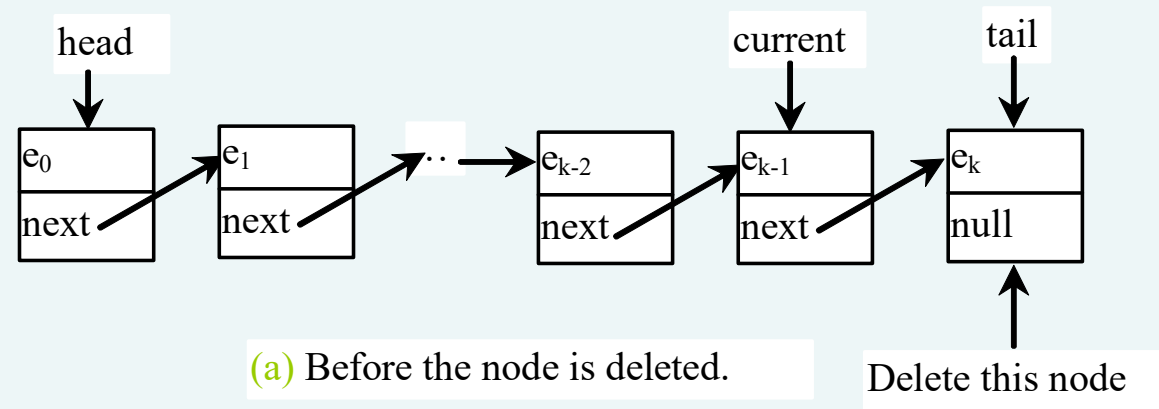 head
current
tail
e₀
e₁
..
eₖ₋₂
eₖ₋₁
eₖ
next
next
next
next
null
(a) Before the node is deleted.
Delete this node